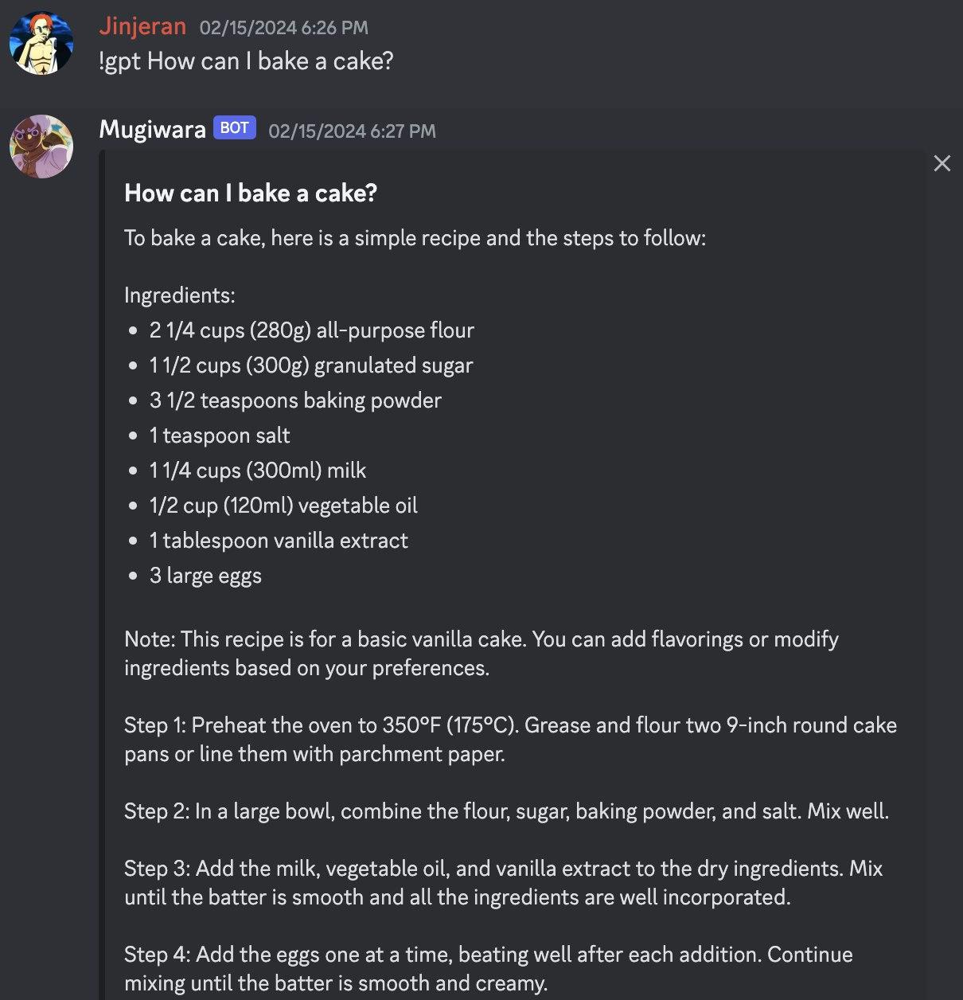 Jinjeran 02/15/2024 6:26 PM
!gpt How can I bake a cake?
Mugiwara BOT 02/15/2024 6:27 PM
How can I bake a cake?
To bake a cake, here is a simple recipe and the steps to follow:
Ingredients:
• 2 1/4 cups (280g) all-purpose flour
• 1 1/2 cups (300g) granulated sugar
• 3 1/2 teaspoons baking powder
• 1 teaspoon salt
• 1 1/4 cups (300ml) milk
• 1/2 cup (120ml) vegetable oil
• 1 tablespoon vanilla extract
• 3 large eggs
Note: This recipe is for a basic vanilla cake. You can add flavorings or modify
ingredients based on your preferences.
Step 1: Preheat the oven to 350°F (175°C). Grease and flour two 9-inch round cake
pans or line them with parchment paper.
Step 2: In a large bowl, combine the flour, sugar, baking powder, and salt. Mix well.
Step 3: Add the milk, vegetable oil, and vanilla extract to the dry ingredients. Mix
until the batter is smooth and all the ingredients are well incorporated.
Step 4: Add the eggs one at a time, beating well after each addition. Continue
mixing until the batter is smooth and creamy.